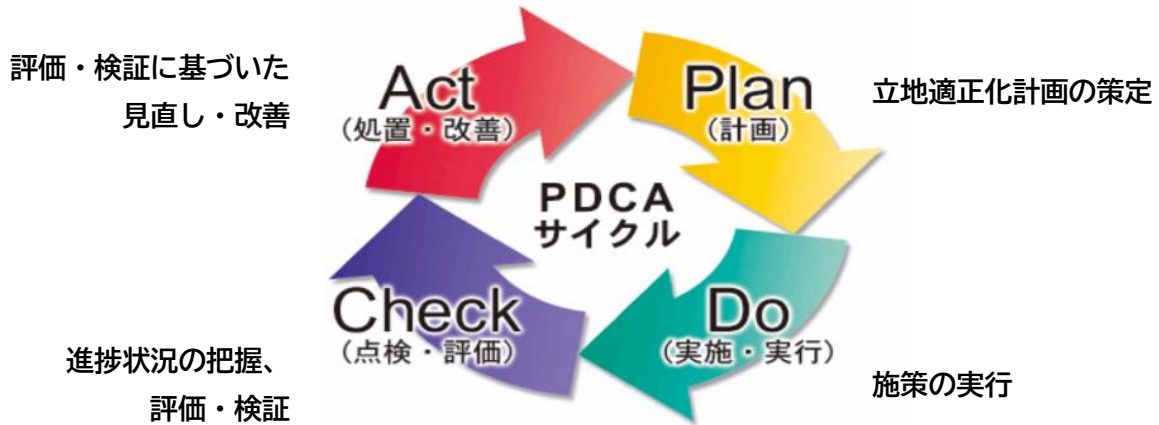 評価・検証に基づいた
見直し・改善
Act
(処置・改善)
Plan
(計画)
立地適正化計画の策定
PDCA
サイクル
Check
(点検・評価)
Do
(実施・実行)
進捗状況の把握、
評価・検証
施策の実行